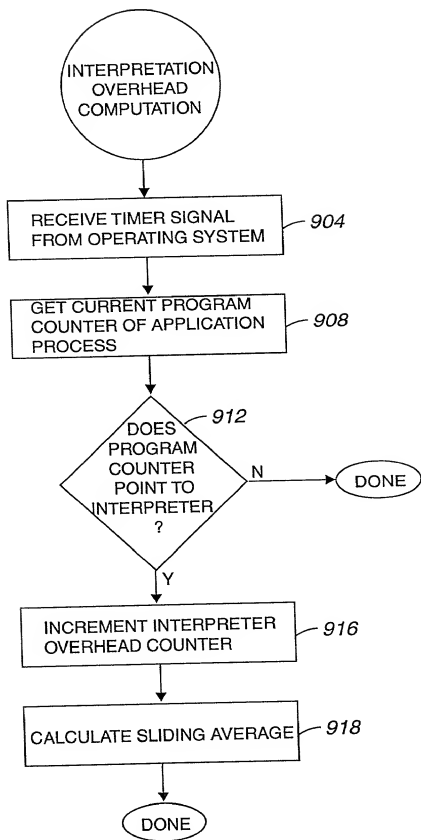 INTERPRETATION
OVERHEAD
COMPUTATION
RECEIVE TIMER SIGNAL
FROM OPERATING SYSTEM
904
GET CURRENT PROGRAM
COUNTER OF APPLICATION
PROCESS
908
912
DOES
PROGRAM
COUNTER
POINT TO
INTERPRETER
?
N
DONE
Y
INCREMENT INTERPRETER
OVERHEAD COUNTER
916
CALCULATE SLIDING AVERAGE
918
DONE